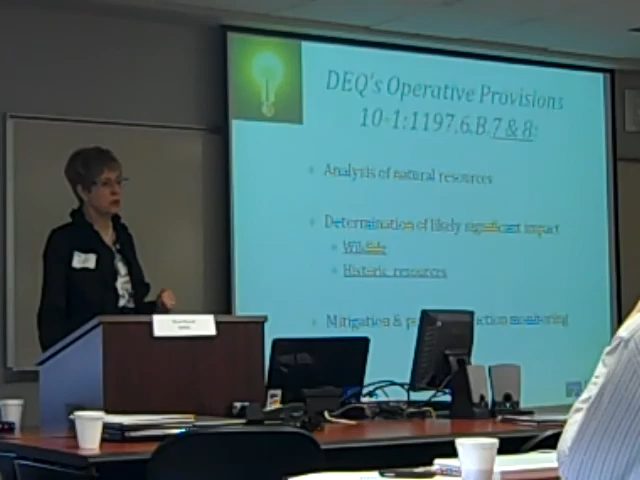 DEQ's Operative Provisions
10-1:1197.6.B.7 & 8:
Analysis of natural resources
Determination of likely significant impact
Wildlife
Historic resources
Mitigation & ction monitoring